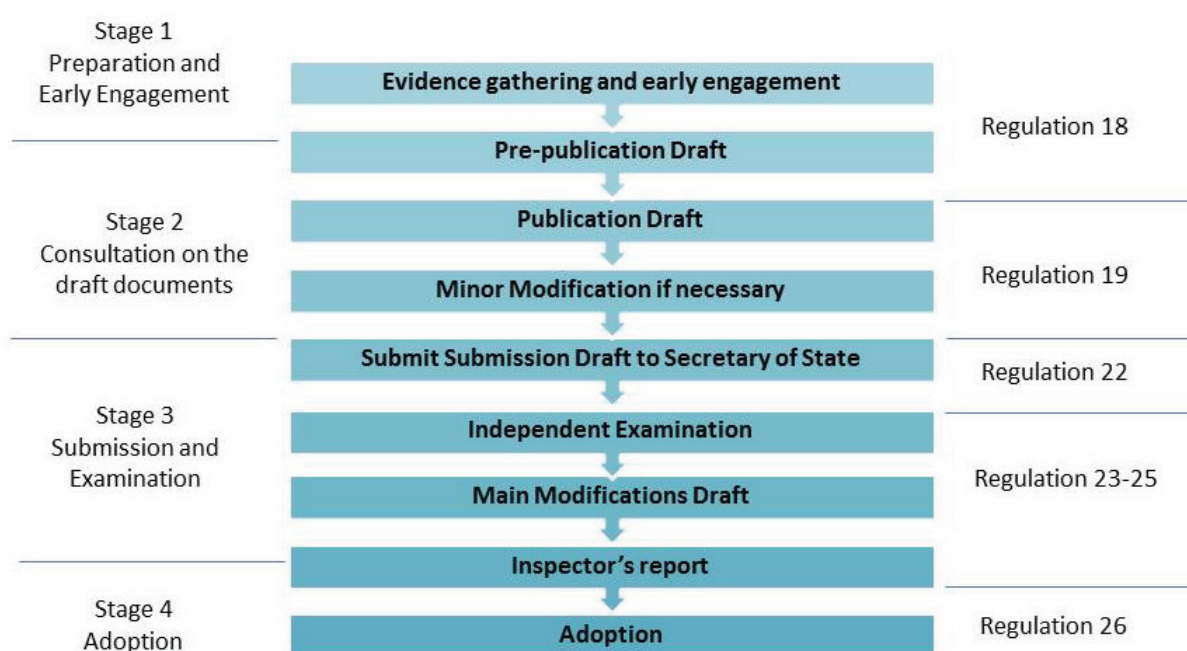 Stage 1
Preparation and
Early Engagement
Evidence gathering and early engagement
Regulation 18
Pre-publication Draft
Stage 2
Consultation on the
draft documents
Publication Draft
Regulation 19
Minor Modification if necessary
Submit Submission Draft to Secretary of State
Regulation 22
Stage 3
Submission and
Examination
Independent Examination
Regulation 23-25
Main Modifications Draft
Inspector's report
Stage 4
Adoption
Adoption
Regulation 26